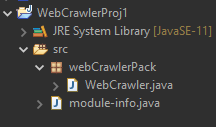 WebCrawlerProj1
JRE System Library [JavaSE-11]
src
webCrawlerPack
WebCrawler.java
module-info.java